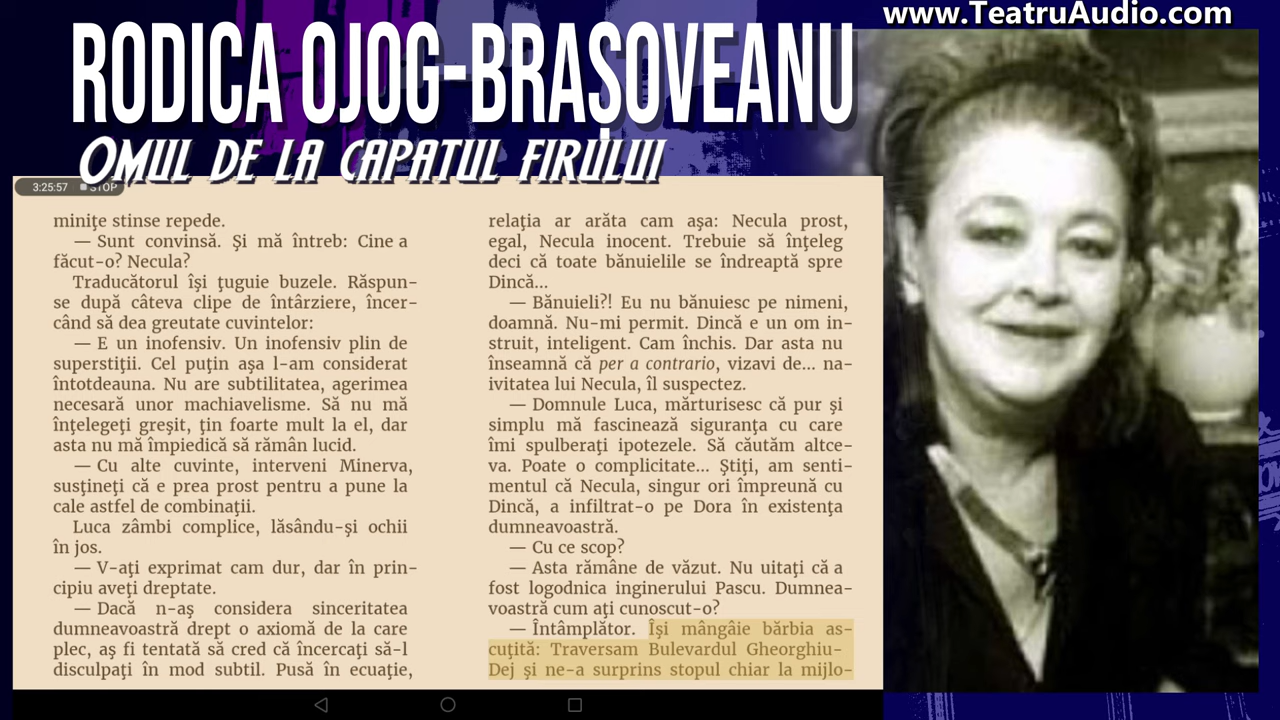 www.TeatruAudio.com
RODICA OJOG-BRAȘOVEANU
OMUL DE LA CAPATUL FIRULUI
3:25:57 STOP
miniţe stinse repede.
— Sunt convinsă. Şi mă întreb: Cine a
făcut-o? Necula?
Traducătorul îşi ţuguie buzele. Răspun-
se după câteva clipe de întârziere, încer-
când să dea greutate cuvintelor:
— E un inofensiv. Un inofensiv plin de
superstiţii. Cel puţin aşa l-am considerat
întotdeauna. Nu are subtilitatea, agerimea
necesară unor machiavelisme. Să nu mă
înţelegeţi greşit, ţin foarte mult la el, dar
asta nu mă împiedică să rămân lucid.
— Cu alte cuvinte, interveni Minerva,
susţineţi că e prea prost pentru a pune la
cale astfel de combinaţii.
Luca zâmbi complice, lăsându-şi ochii
în jos.
— V-aţi exprimat cam dur, dar în prin-
cipiu aveţi dreptate.
— Dacă n-aş considera sinceritatea
dumneavoastră drept o axiomă de la care
plec, aş fi tentată să cred că încercaţi să-l
disculpaţi în mod subtil. Pusă în ecuaţie,
relaţia ar arăta cam aşa: Necula prost,
egal, Necula inocent. Trebuie să înţeleg
deci că toate bănuielile se îndreaptă spre
Dincă...
— Bănuieli?! Eu nu bănuiesc pe nimeni,
doamnă. Nu-mi permit. Dincă e un om in-
struit, inteligent. Cam închis. Dar asta nu
înseamnă că per a contrario, vizavi de... na-
ivitatea lui Necula, îl suspectez.
— Domnule Luca, mărturisesc că pur şi
simplu mă fascinează siguranţa cu care
îmi spulberaţi ipotezele. Să căutăm altce-
va. Poate o complicitate... Ştiţi, am senti-
mentul că Necula, singur ori împreună cu
Dincă, a infiltrat-o pe Dora în existenţa
dumneavoastră.
— Cu ce scop?
— Asta rămâne de văzut. Nu uitaţi că a
fost logodnica inginerului Pascu. Dumnea-
voastră cum aţi cunoscut-o?
— Întâmplător. Îşi mângâie bărbia as-
cuţită: Traversam Bulevardul Gheorghiu-
Dej şi ne-a surprins stopul chiar la mijlo-